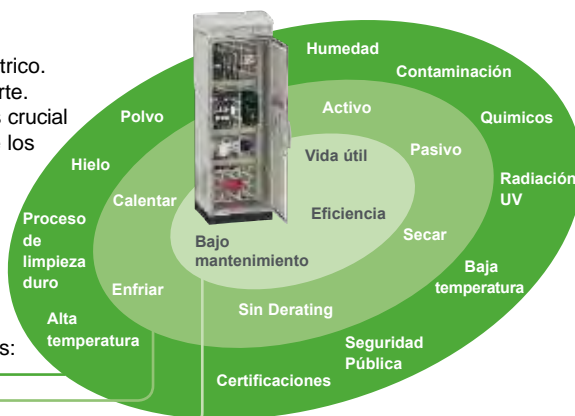 trico.
rte.
s crucial
los
s:
Humedad
Contaminación
Polvo
Activo
Quimicos
Hielo
Vida útil
Pasivo
Calentar
Radiación
UV
Proceso
de
limpieza
duro
Eficiencia
Bajo
mantenimiento
Secar
Baja
temperatura
Enfriar
Sin Derating
Alta
temperatura
Seguridad
Pública
Certificaciones